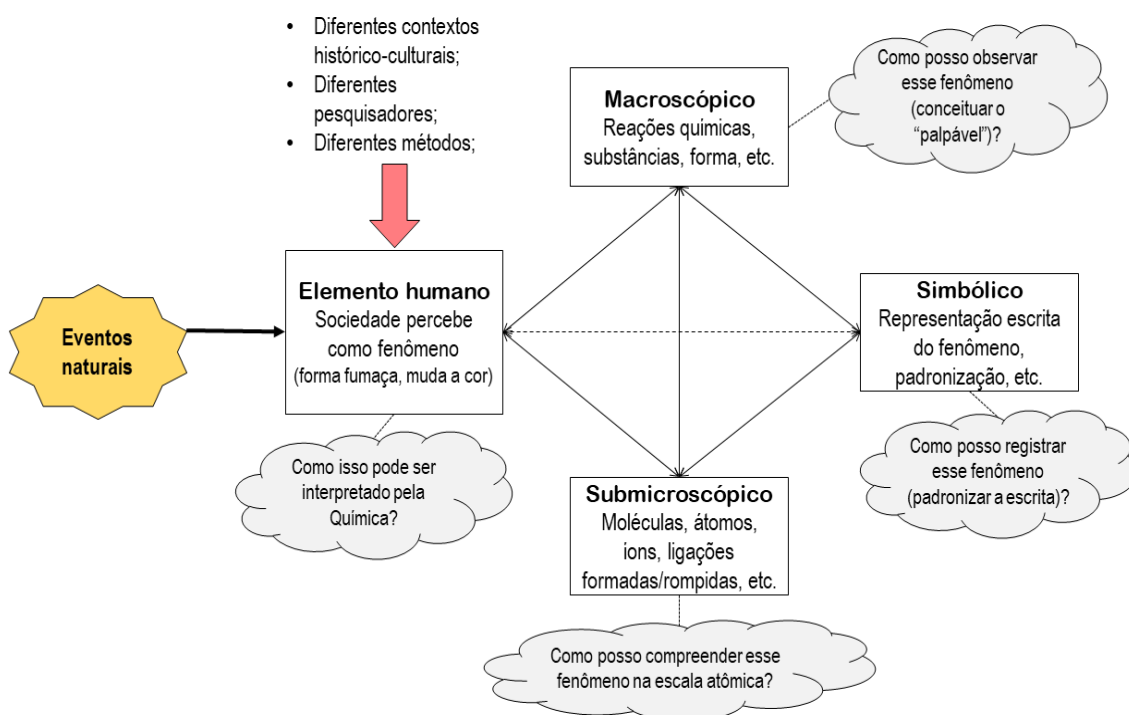 • Diferentes contextos
histórico-culturais;
• Diferentes
pesquisadores;
• Diferentes métodos;
Macroscópico
Reações químicas,
substâncias, forma, etc.
Como posso observar
esse fenômeno
(conceituar o
“palpável”)?
Eventos
naturais
Elemento humano
Sociedade percebe
como fenômeno
(forma fumaça, muda a cor)
Como isso pode ser
interpretado pela
Química?
Simbólico
Representação escrita
do fenômeno,
padronização, etc.
Como posso registrar
esse fenômeno
(padronizar a escrita)?
Submicroscópico
Moléculas, átomos,
íons, ligações
formadas/rompidas, etc.
Como posso compreender esse
fenômeno na escala atômica?